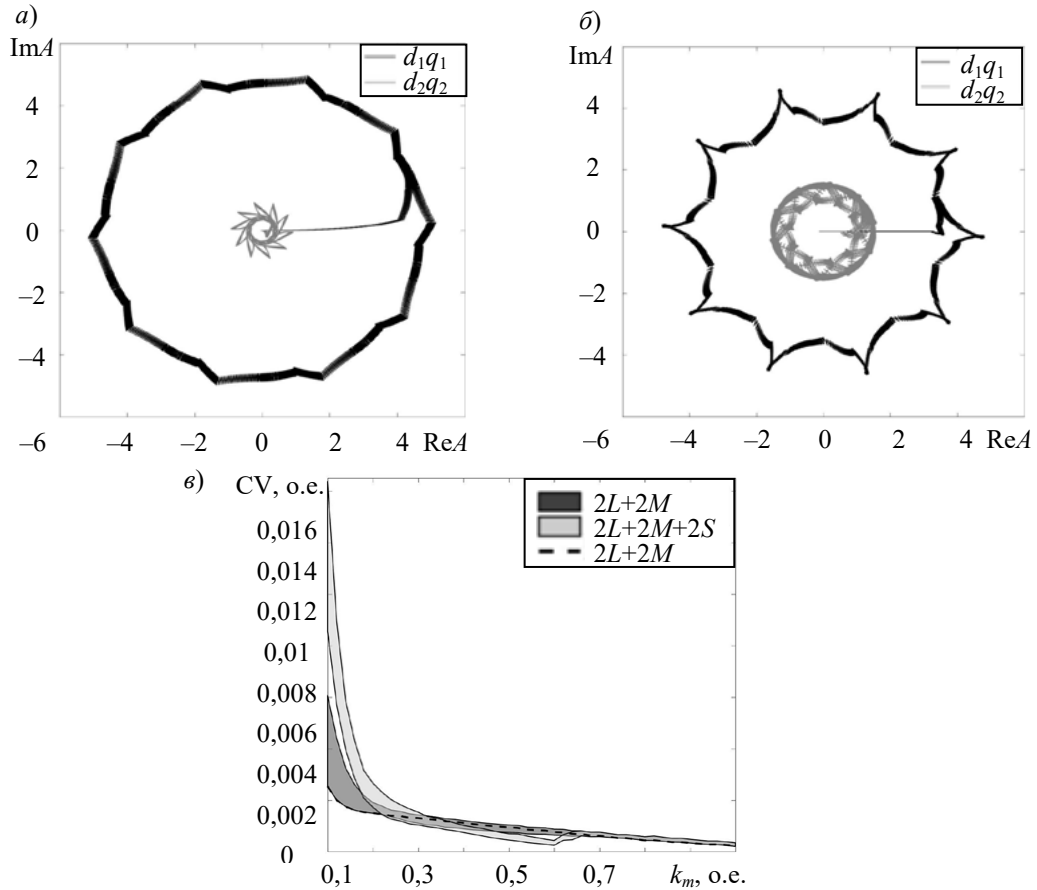 а)
ImA
d1q1
d2q2
4
2
0
–2
–4
–6 –4 –2 0 2 4 ReA
б)
ImA
d1q1
d2q2
4
2
0
–2
–4
–6 –4 –2 0 2 4 ReA
в)
CV, о.е.
2L+2M
2L+2M+2S
2L+2M
0,016
0,014
0,012
0,01
0,008
0,006
0,004
0,002
0
0,1 0,3 0,5 0,7 km, о.е.